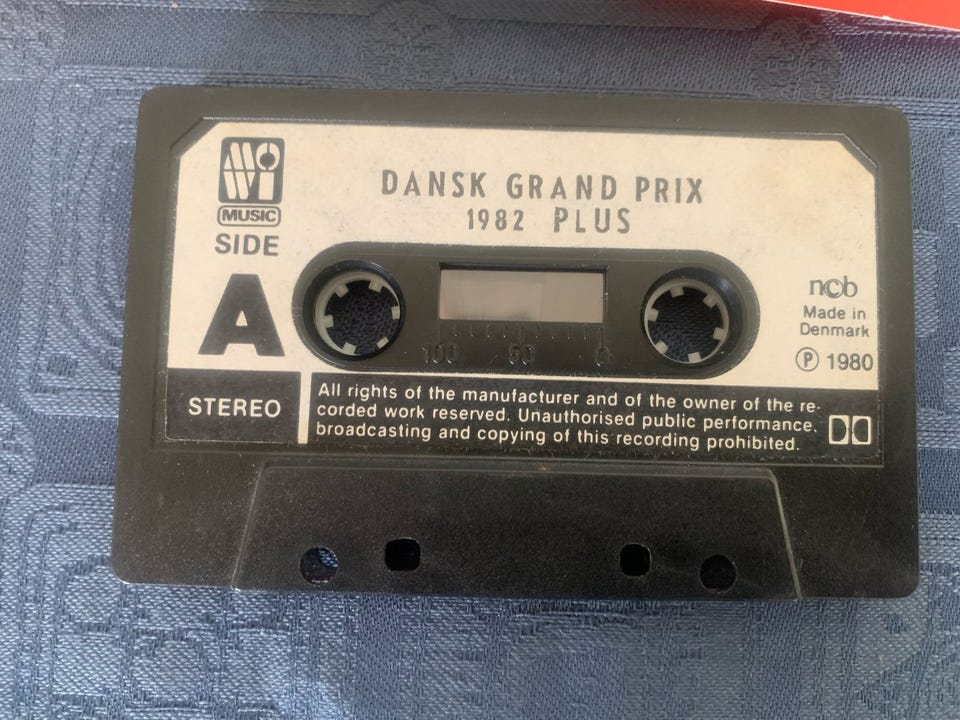 MOWI
MUSIC
SIDE
A
DANSK GRAND PRIX
1982 PLUS
100 50 0
ncb
Made in
Denmark
Ⓟ 1980
STEREO
All rights of the manufacturer and of the owner of the re-
corded work reserved. Unauthorised public performance,
broadcasting and copying of this recording prohibited.